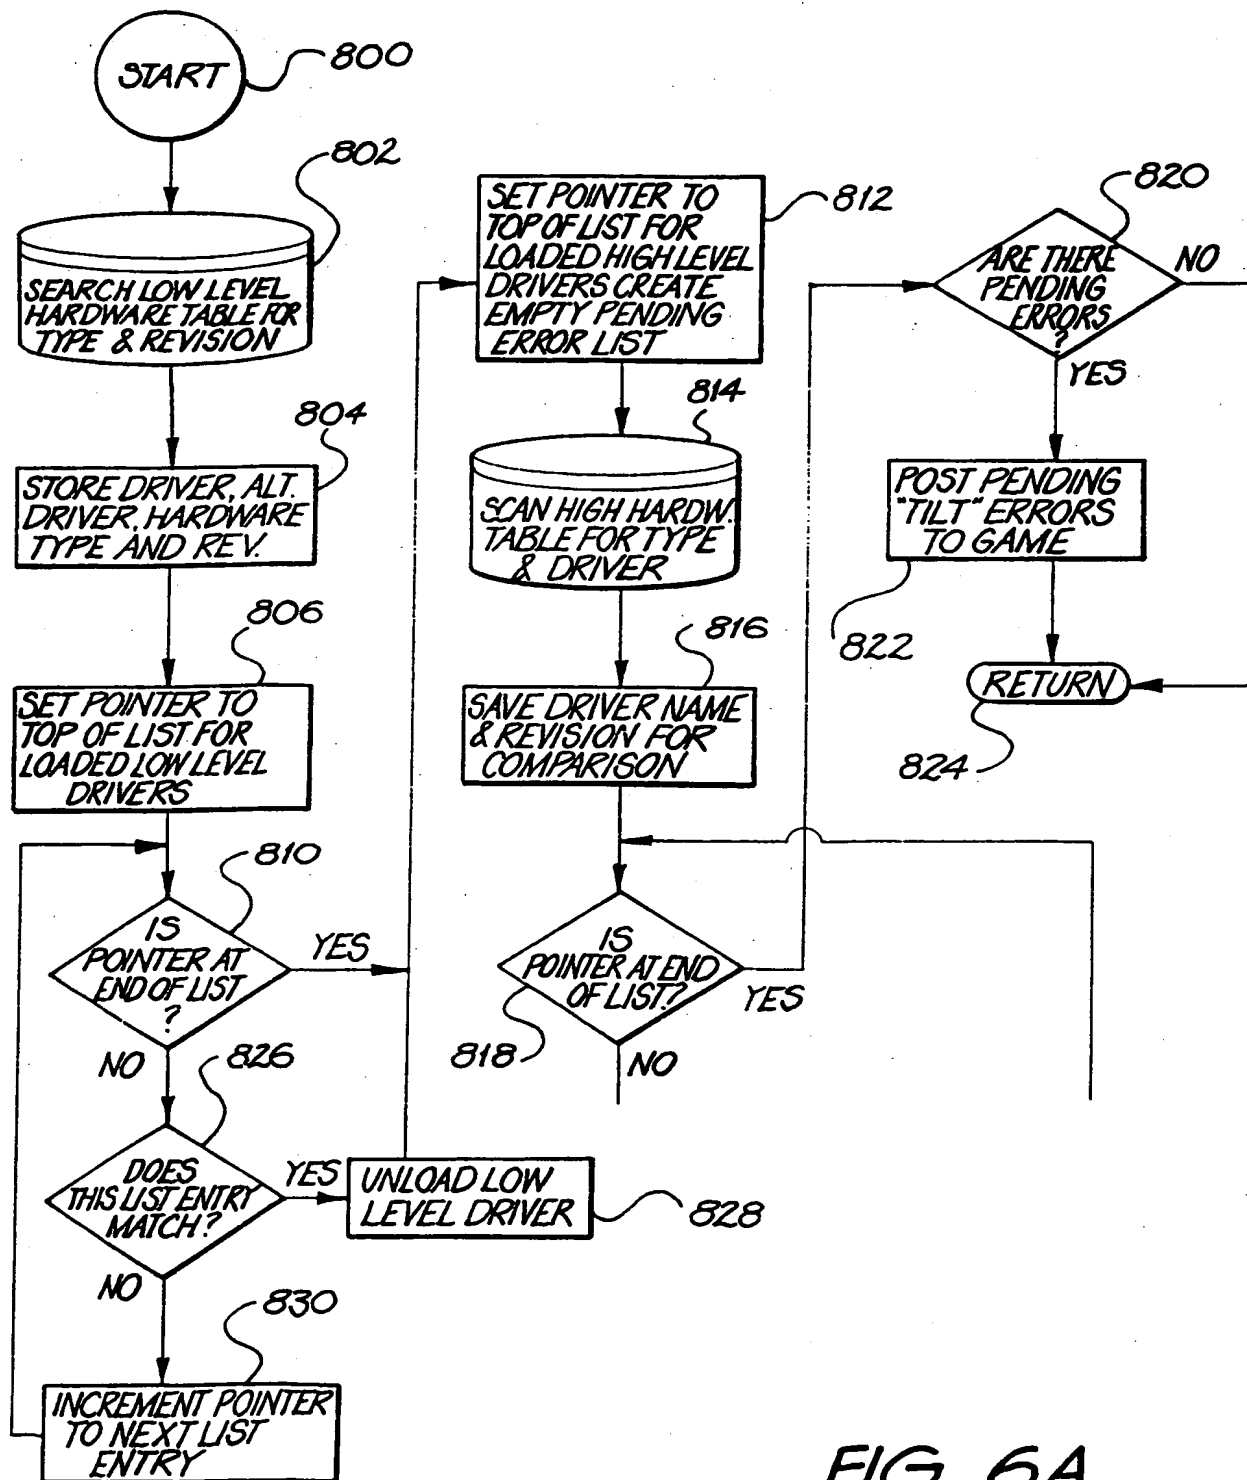 START
800
802
SEARCH LOW LEVEL
HARDWARE TABLE FOR
TYPE & REVISION
804
STORE DRIVER, ALT.
DRIVER, HARDWARE
TYPE AND REV.
806
SET POINTER TO
TOP OF LIST FOR
LOADED LOW LEVEL
DRIVERS
810
IS
POINTER AT
END OF LIST
?
YES
NO
826
DOES
THIS LIST ENTRY
MATCH?
YES
NO
UNLOAD LOW
LEVEL DRIVER
828
830
INCREMENT POINTER
TO NEXT LIST
ENTRY
SET POINTER TO
TOP OF LIST FOR
LOADED HIGH LEVEL
DRIVERS CREATE
EMPTY PENDING
ERROR LIST
812
814
SCAN HIGH HARDW.
TABLE FOR TYPE
& DRIVER
816
SAVE DRIVER NAME
& REVISION FOR
COMPARISON
IS
POINTER AT END
OF LIST?
YES
818
NO
820
ARE THERE
PENDING
ERRORS
?
NO
YES
POST PENDING
"TILT" ERRORS
TO GAME
822
RETURN
824
FIG. 6A